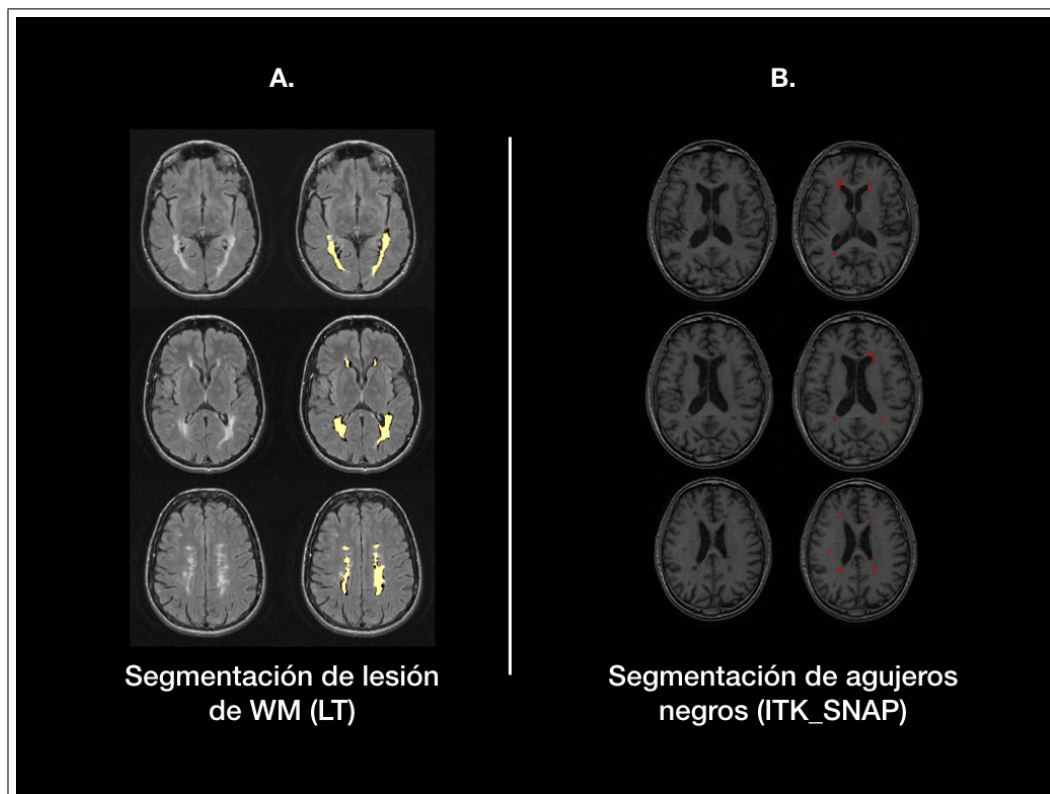 A.
B.
Segmentación de lesión
de WM (LT)
Segmentación de agujeros
negros (ITK_SNAP)